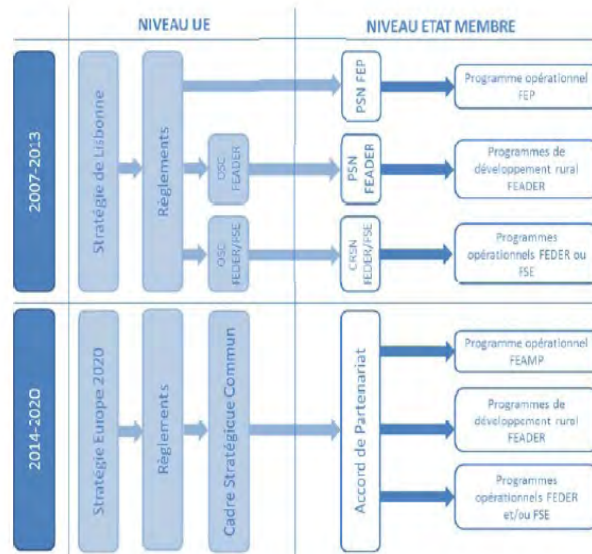 NIVEAU UE
NIVEAU ETAT MEMBRE
2007-2013
Stratégie de Lisbonne
Règlements
OSC
FEADER
OSC
FEDER/FSE
PSN FEP
PSN
FEADER
CRSN
FEDER/FSE
Programme opérationnel
FEP
Programmes de
développement rural
FEADER
Programmes
opérationnels FEDER ou
FSE
2014-2020
Stratégie Europe 2020
Règlements
Cadre Stratégique Commun
Accord de Partenariat
Programme opérationnel
FEAMP
Programmes de
développement rural
FEADER
Programmes
opérationnels FEDER
et/ou FSE